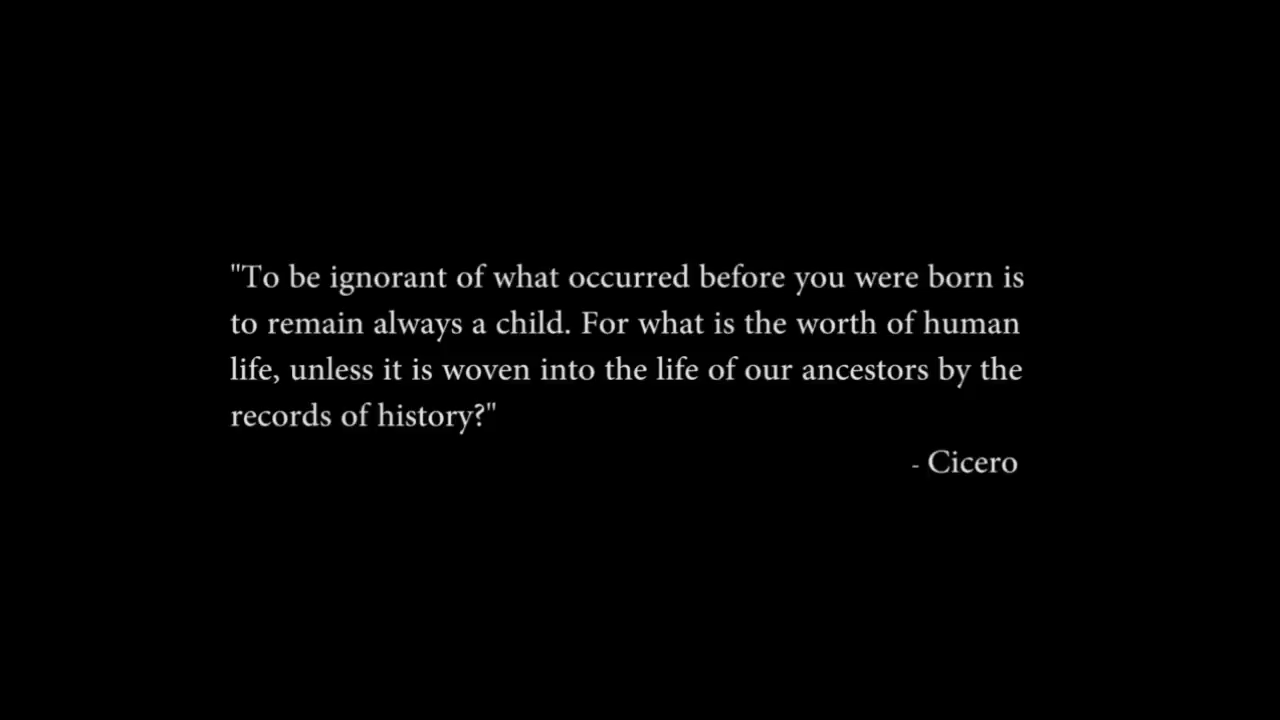 "To be ignorant of what occurred before you were born is
to remain always a child. For what is the worth of human
life, unless it is woven into the life of our ancestors by the
records of history?"
- Cicero